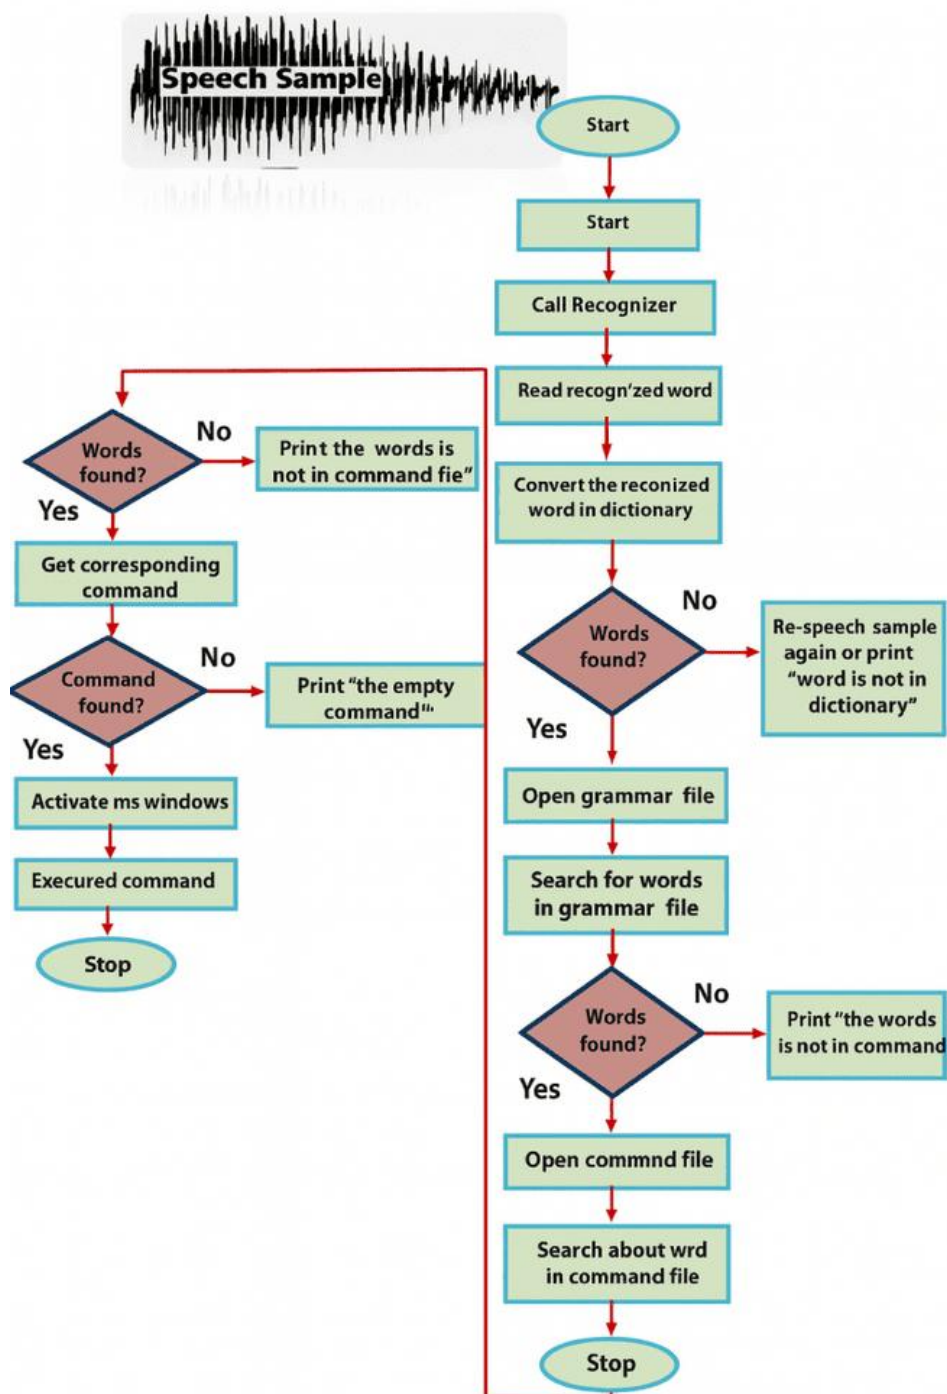 Speech Sample
Start
Start
Call Recognizer
Read recogn'zed word
Convert the reconized
word in dictionary
Words
found?
No
Re-speech sample
again or print
“word is not in
dictionary”
Yes
Open grammar file
Search for words
in grammar file
Words
found?
No
Print “the words
is not in command
Yes
Open commnd file
Search about wrd
in command file
Stop
Words
found?
No
Print the words is
not in command fie”
Yes
Get corresponding
command
Command
found?
No
Print “the empty
command“'
Yes
Activate ms windows
Execured command
Stop